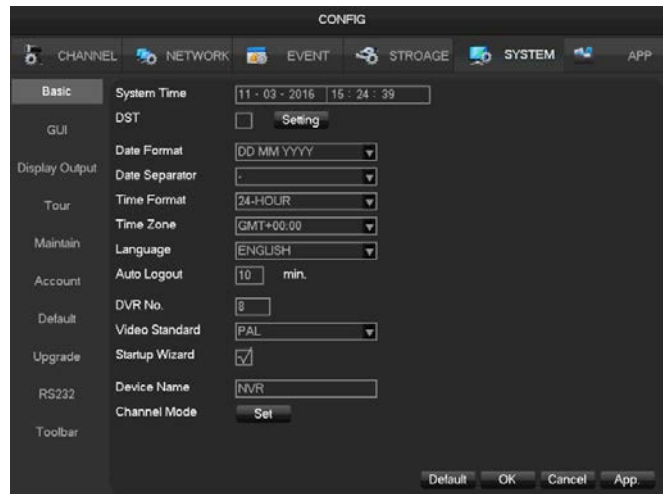 CONFIG
CHANNEL NETWORK EVENT STROAGE SYSTEM APP
Basic
GUI
Display Output
Tour
Maintain
Account
Default
Upgrade
RS232
Toolbar
System Time 11 - 03 - 2016 15 : 24 : 39
DST Setting
Date Format DD MM YYYY
Date Separator -
Time Format 24-HOUR
Time Zone GMT+00:00
Language ENGLISH
Auto Logout 10 min.
DVR No. 8
Video Standard PAL
Startup Wizard
Device Name NVR
Channel Mode Set
Default OK Cancel App.